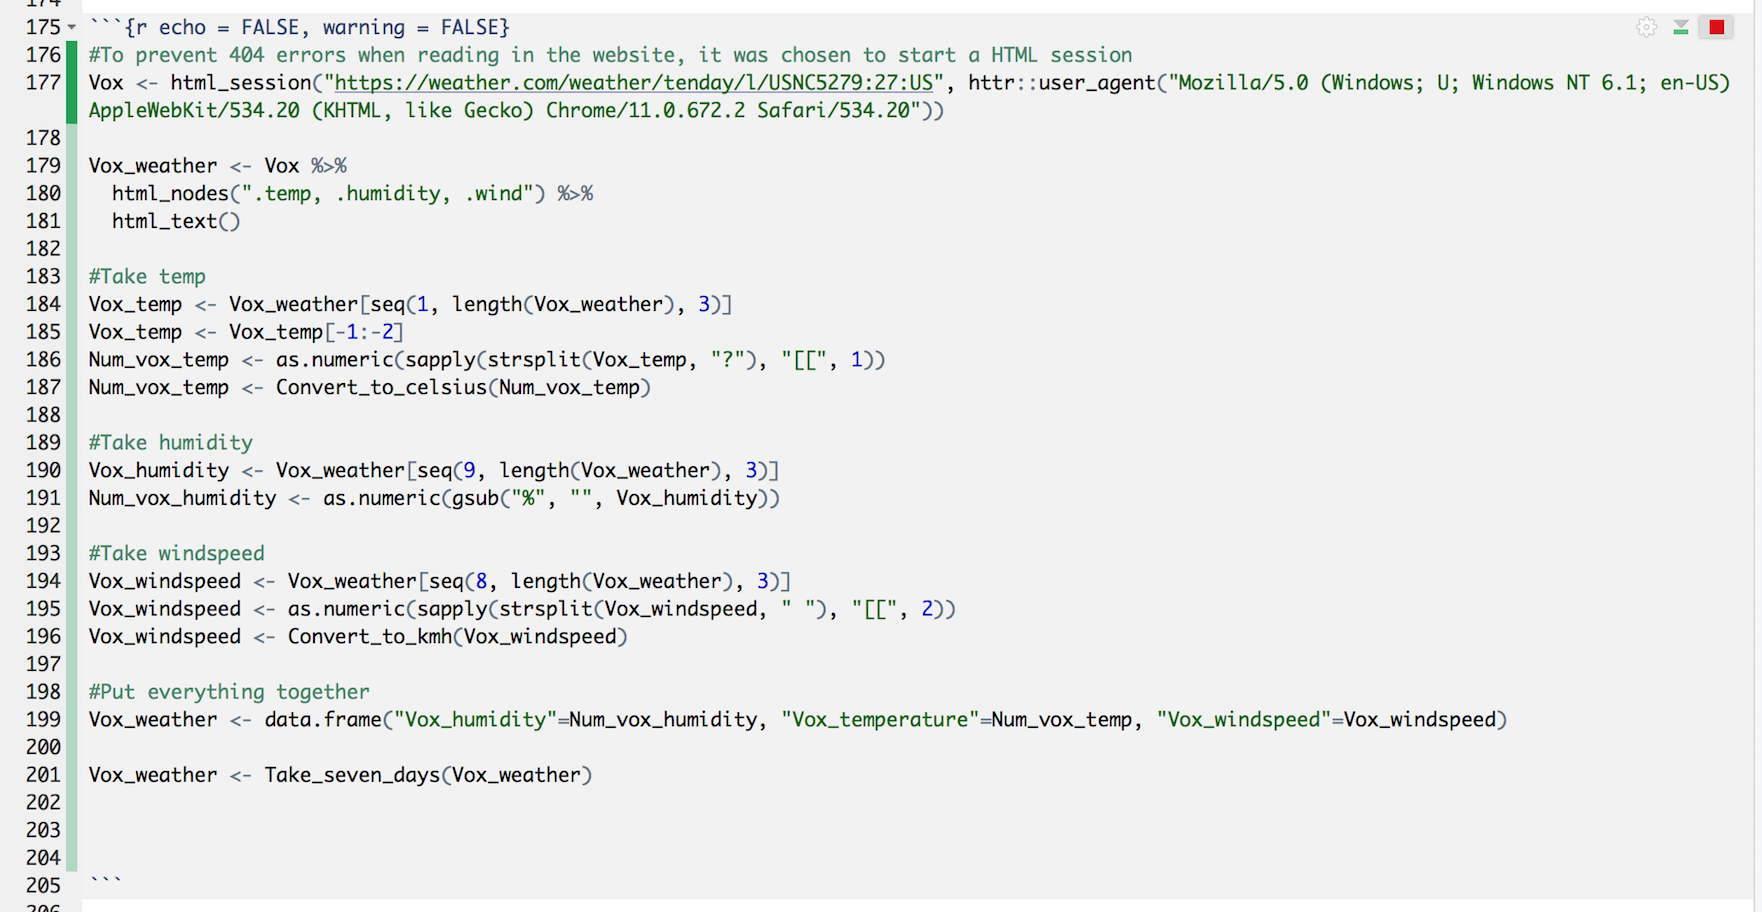 174
175 ```{r echo = FALSE, warning = FALSE}
176 #To prevent 404 errors when reading in the website, it was chosen to start a HTML session
177 Vox <- html_session("https://weather.com/weather/tenday/l/USNC5279:27:US", httr::user_agent("Mozilla/5.0 (Windows; U; Windows NT 6.1; en-US)
AppleWebKit/534.20 (KHTML, like Gecko) Chrome/11.0.672.2 Safari/534.20"))
178
179 Vox_weather <- Vox %>%
180   html_nodes(".temp, .humidity, .wind") %>%
181   html_text()
182
183 #Take temp
184 Vox_temp <- Vox_weather[seq(1, length(Vox_weather), 3)]
185 Vox_temp <- Vox_temp[-1:-2]
186 Num_vox_temp <- as.numeric(sapply(strsplit(Vox_temp, "?"), "[[", 1))
187 Num_vox_temp <- Convert_to_celsius(Num_vox_temp)
188
189 #Take humidity
190 Vox_humidity <- Vox_weather[seq(9, length(Vox_weather), 3)]
191 Num_vox_humidity <- as.numeric(gsub("%", "", Vox_humidity))
192
193 #Take windspeed
194 Vox_windspeed <- Vox_weather[seq(8, length(Vox_weather), 3)]
195 Vox_windspeed <- as.numeric(sapply(strsplit(Vox_windspeed, " "), "[[", 2))
196 Vox_windspeed <- Convert_to_kmh(Vox_windspeed)
197
198 #Put everything together
199 Vox_weather <- data.frame("Vox_humidity"=Num_vox_humidity, "Vox_temperature"=Num_vox_temp, "Vox_windspeed"=Vox_windspeed)
200
201 Vox_weather <- Take_seven_days(Vox_weather)
202
203
204
205 ```
206